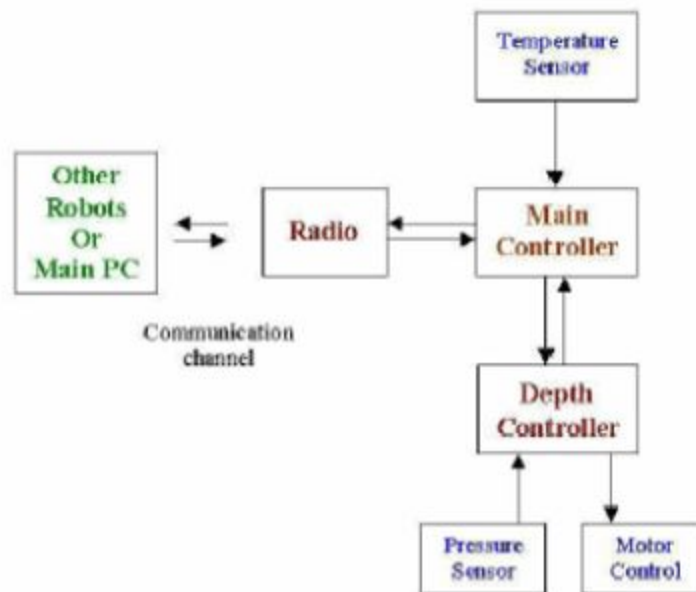 Temperature
Sensor
Other
Robots
Or
Main PC
Radio
Main
Controller
Communication
channel
Depth
Controller
Pressure
Sensor
Motor
Control